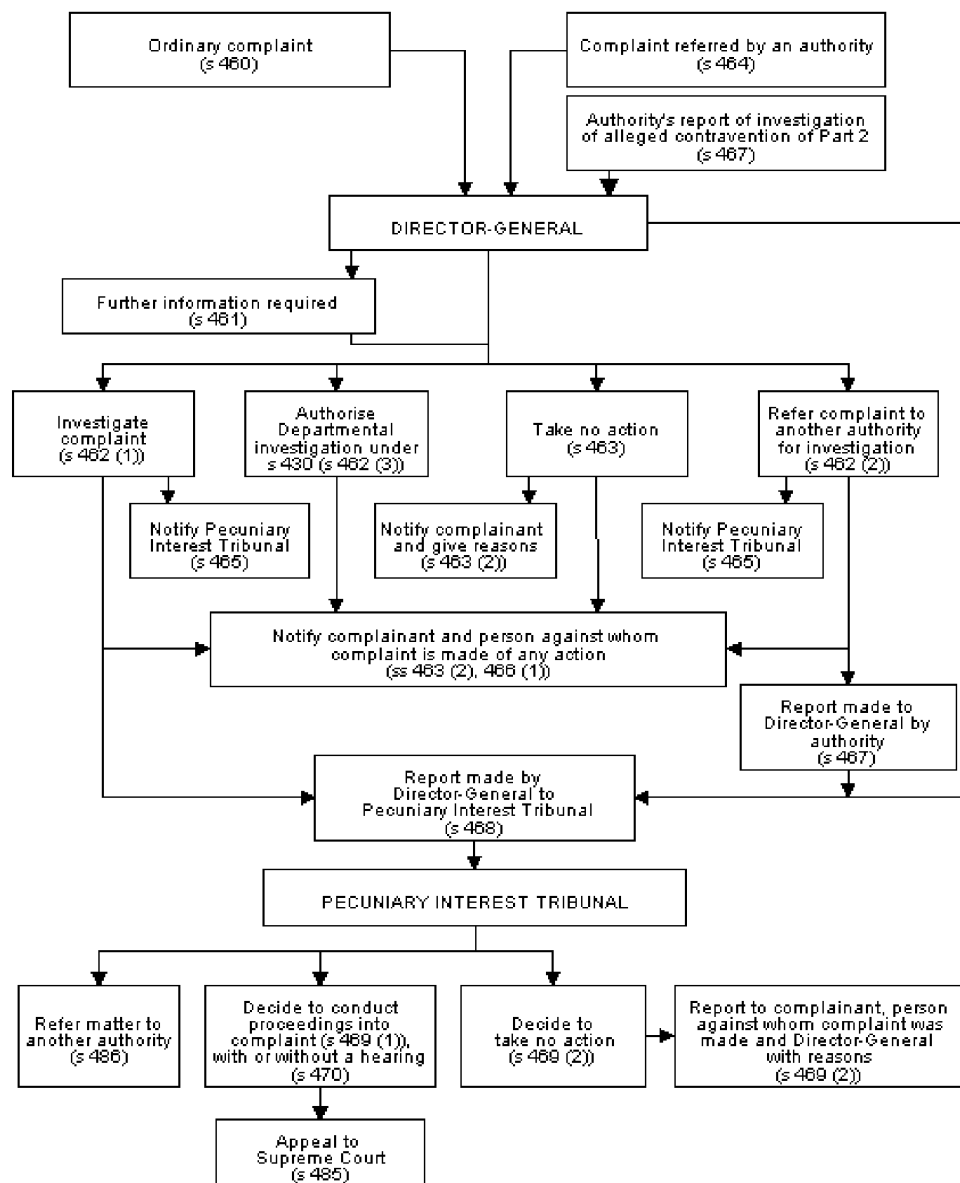 Ordinary complaint
(s 460)
Complaint referred by an authority
(s 464)
Authority's report of investigation
of alleged contravention of Part 2
(s 467)
DIRECTOR-GENERAL
Further information required
(s 461)
Investigate
complaint
(s 462 (1))
Authorise
Departmental
investigation under
s 430 (s 462 (3))
Take no action
(s 463)
Refer complaint to
another authority
for investigation
(s 462 (2))
Notify Pecuniary
Interest Tribunal
(s 465)
Notify complainant
and give reasons
(s 463 (2))
Notify Pecuniary
Interest Tribunal
(s 465)
Notify complainant and person against whom
complaint is made of any action
(ss 463 (2), 466 (1))
Report made to
Director-General by
authority
(s 467)
Report made by
Director-General to
Pecuniary Interest Tribunal
(s 468)
PECUNIARY INTEREST TRIBUNAL
Refer matter to
another authority
(s 486)
Decide to conduct
proceedings into
complaint (s 469 (1)),
with or without a hearing
(s 470)
Decide to
take no action
(s 469 (2))
Report to complainant, person
against whom complaint was
made and Director-General
with reasons
(s 469 (2))
Appeal to
Supreme Court
(s 485)